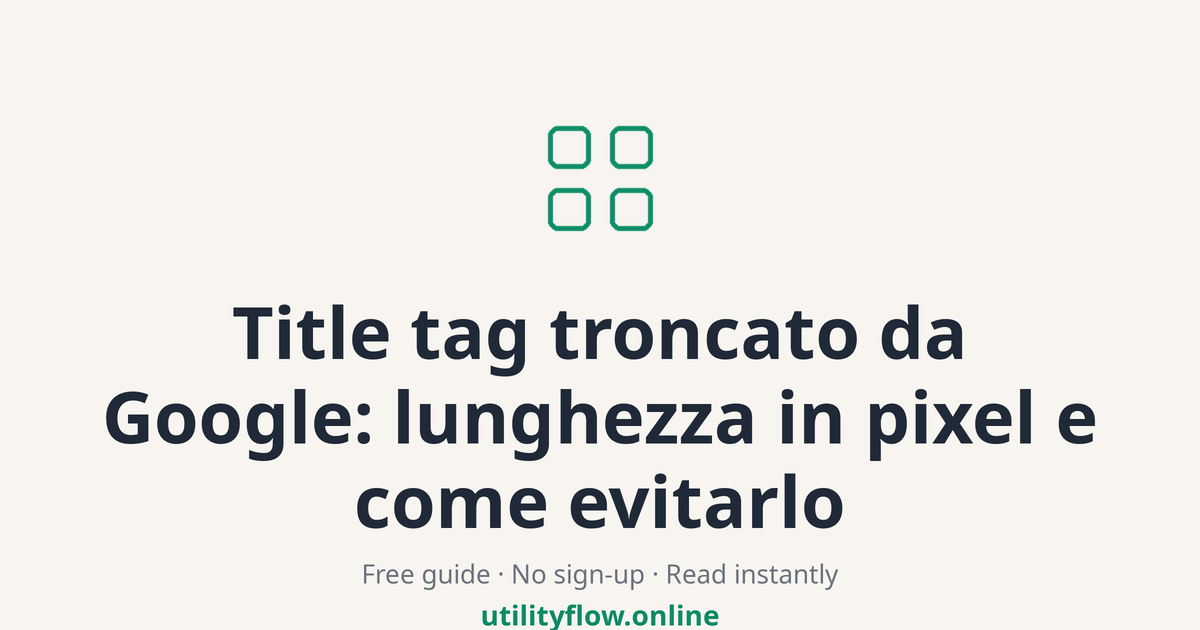 Title tag troncato da
Google: lunghezza in pixel e
come evitarlo
Free guide · No sign-up · Read instantly
utilityflow.online